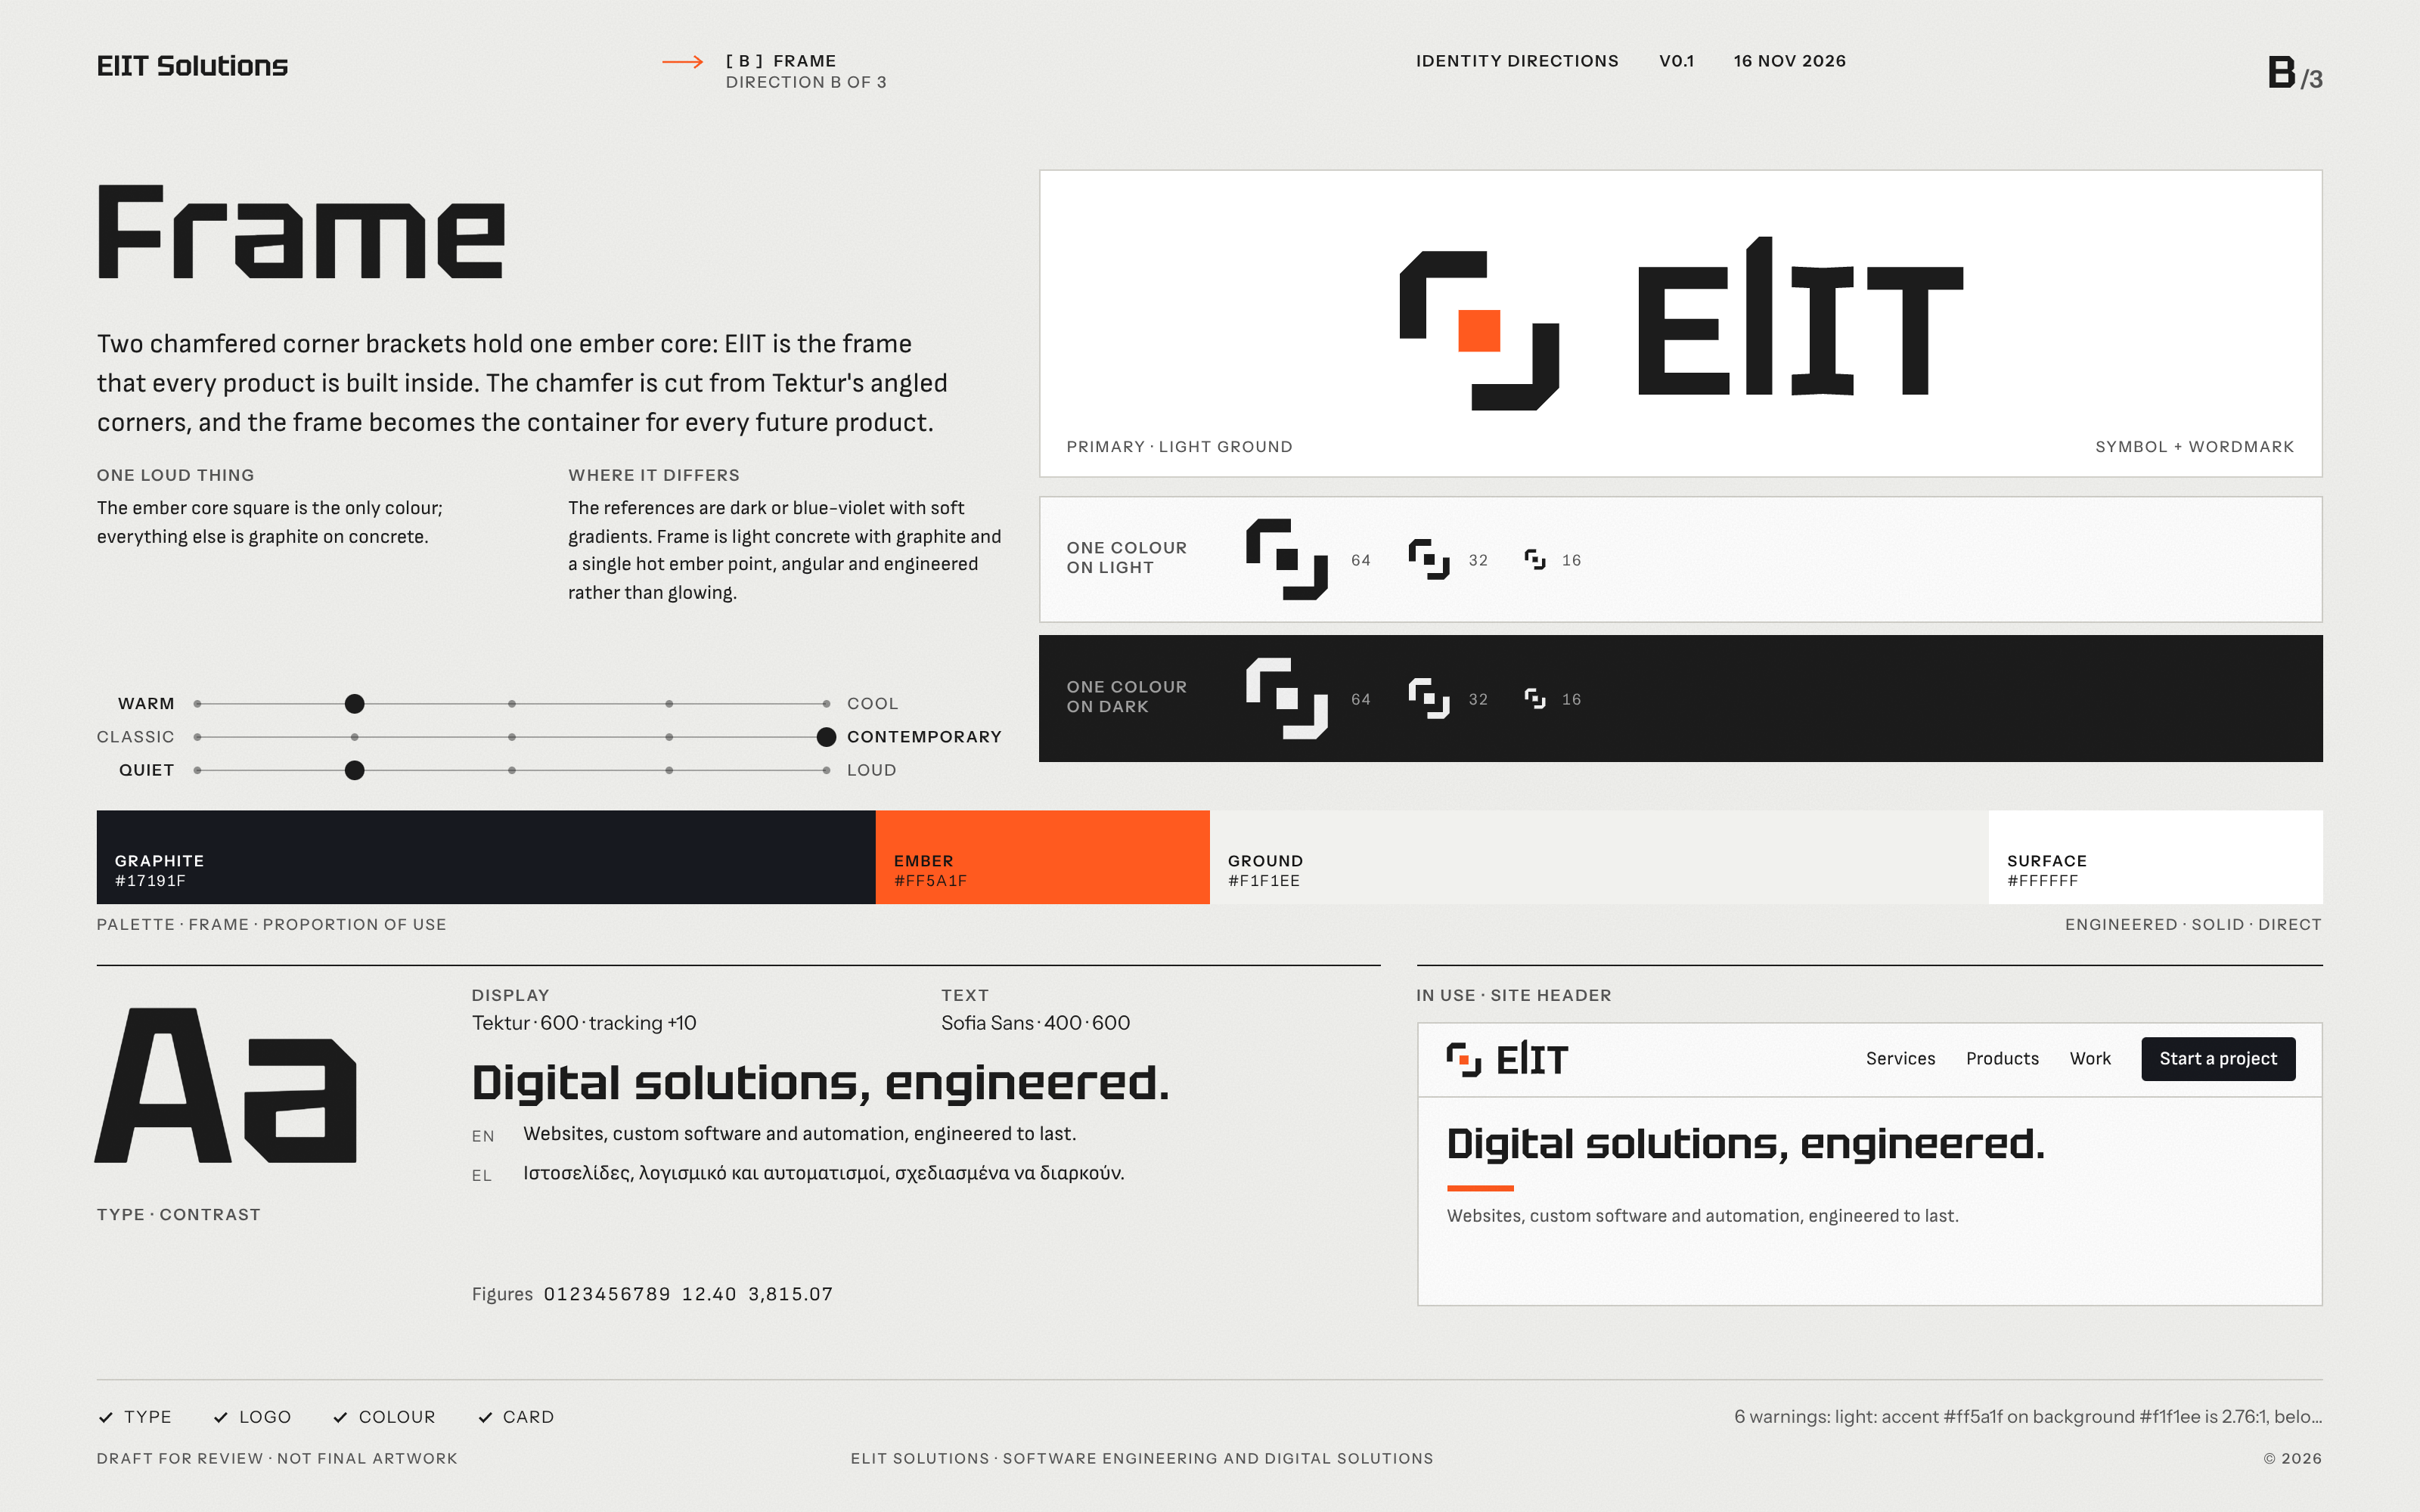 ElIT Solutions
[ B ] FRAME
DIRECTION B OF 3
IDENTITY DIRECTIONS V0.1 16 NOV 2026
B/3
Frame
Two chamfered corner brackets hold one ember core: ElIT is the frame
that every product is built inside. The chamfer is cut from Tektur's angled
corners, and the frame becomes the container for every future product.
ONE LOUD THING
The ember core square is the only colour;
everything else is graphite on concrete.
WHERE IT DIFFERS
The references are dark or blue-violet with soft
gradients. Frame is light concrete with graphite and
a single hot ember point, angular and engineered
rather than glowing.
WARM COOL
CLASSIC CONTEMPORARY
QUIET LOUD
ElIT
PRIMARY · LIGHT GROUND SYMBOL + WORDMARK
ONE COLOUR
ON LIGHT
64 32 16
ONE COLOUR
ON DARK
64 32 16
GRAPHITE
#17191F
EMBER
#FF5A1F
GROUND
#F1F1EE
SURFACE
#FFFFFF
PALETTE · FRAME · PROPORTION OF USE ENGINEERED · SOLID · DIRECT
Aa
TYPE · CONTRAST
DISPLAY
Tektur · 600 · tracking +10
TEXT
Sofia Sans · 400 · 600
Digital solutions, engineered.
EN Websites, custom software and automation, engineered to last.
EL Ιστοσελίδες, λογισμικό και αυτοματισμοί, σχεδιασμένα να διαρκούν.
Figures 0123456789 12.40 3,815.07
IN USE · SITE HEADER
ElIT Services Products Work Start a project
Digital solutions, engineered.
Websites, custom software and automation, engineered to last.
TYPE LOGO COLOUR CARD
6 warnings: light: accent #ff5a1f on background #f1f1ee is 2.76:1, belo…
DRAFT FOR REVIEW · NOT FINAL ARTWORK ELIT SOLUTIONS · SOFTWARE ENGINEERING AND DIGITAL SOLUTIONS © 2026